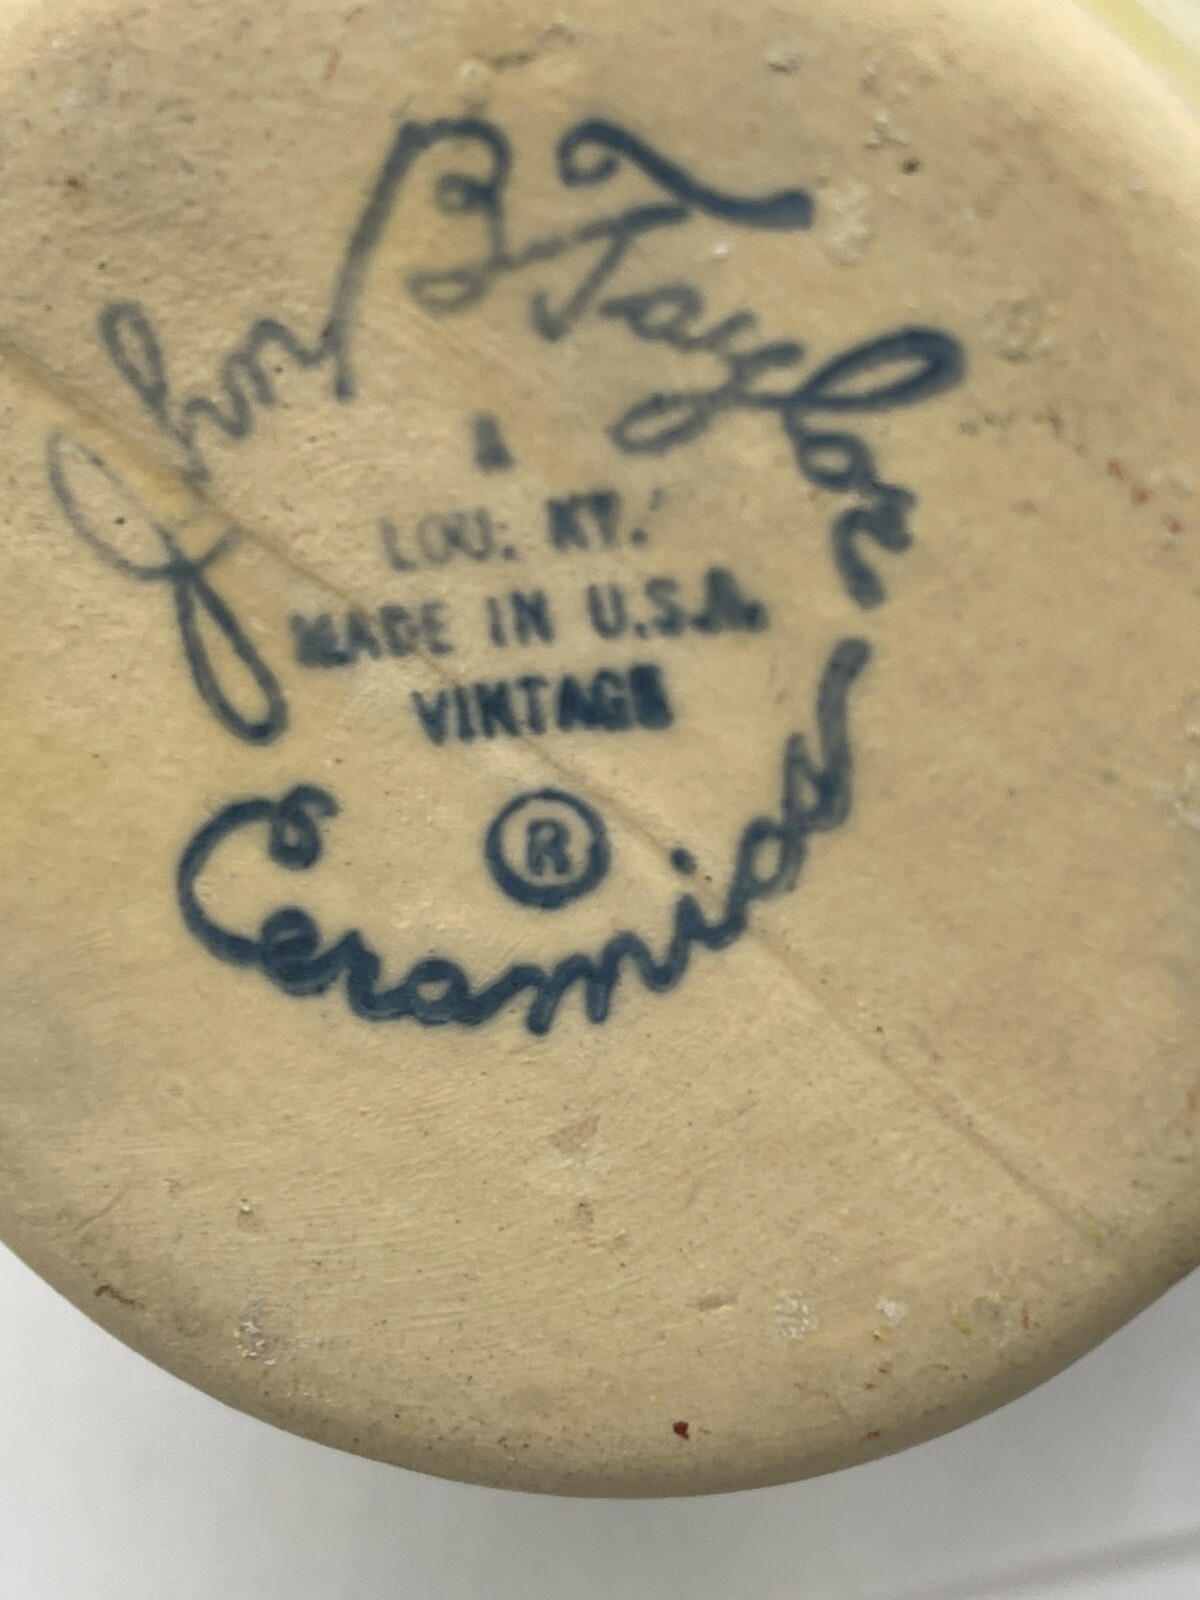 John B Taylor
LOU. KY.
MADE IN U.S.A.
VINTAGE
®
Ceramics